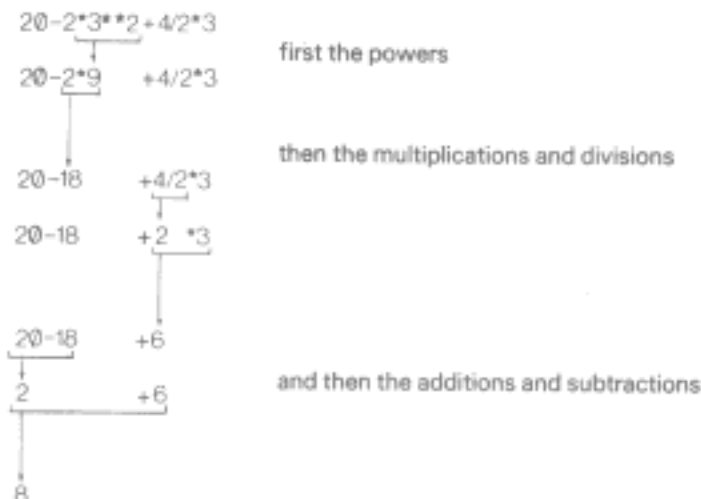 20-2*3**2+4/2*3
first the powers
20-2*9 +4/2*3
then the multiplications and divisions
20-18 +4/2*3
20-18 +2 *3
20-18 +6
and then the additions and subtractions
2 +6
8